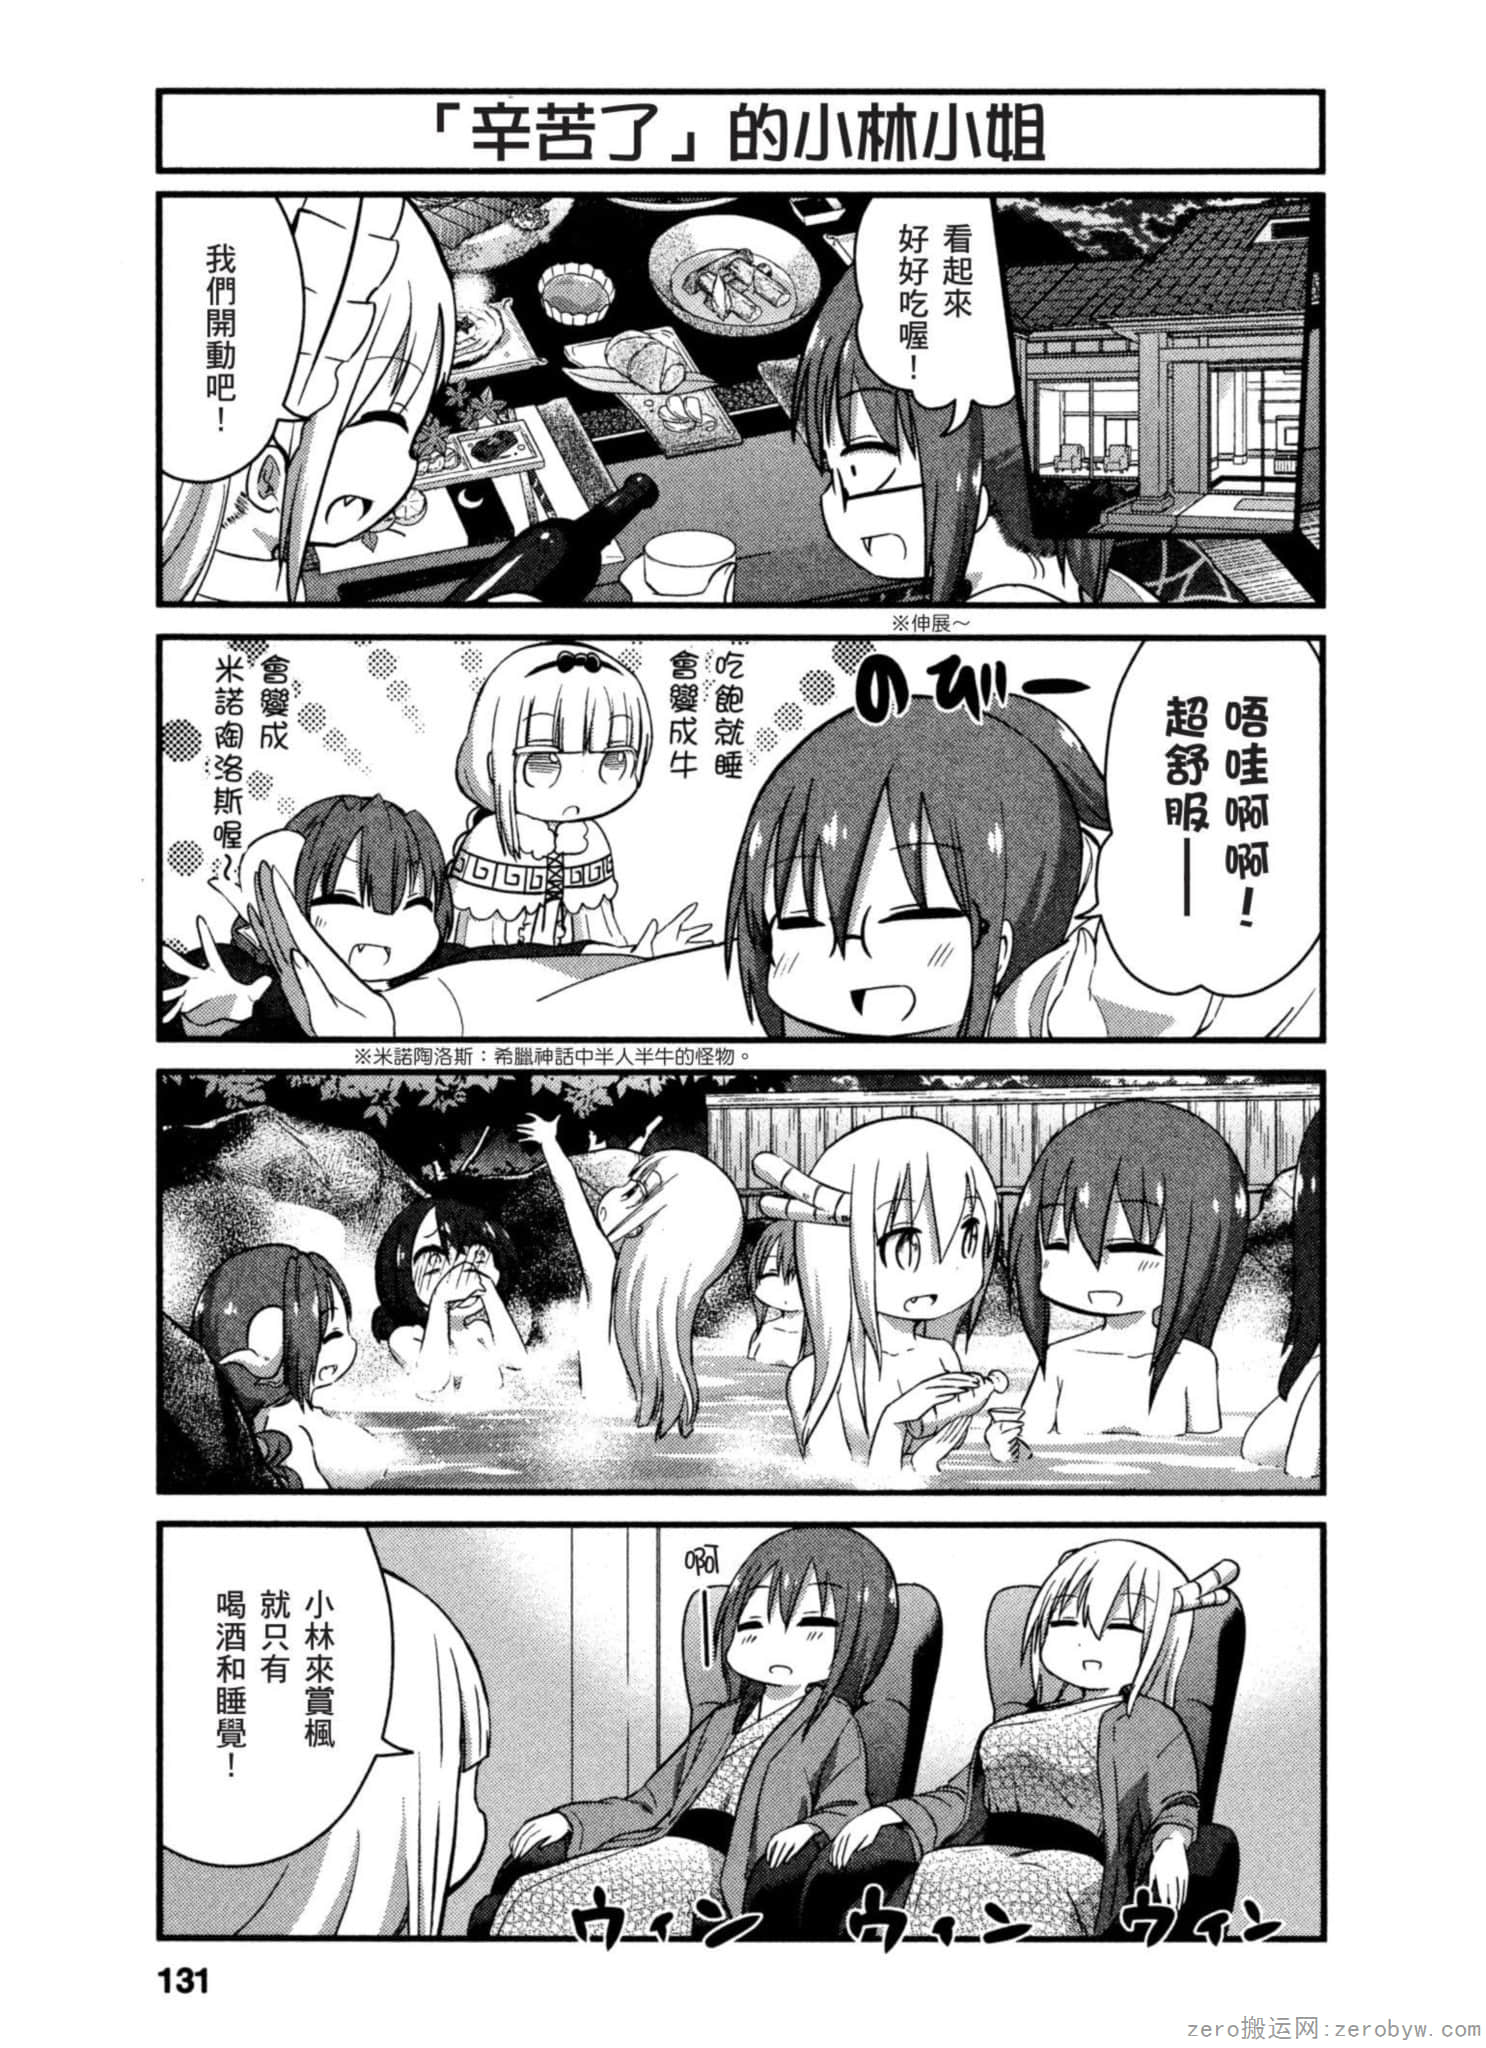 「辛苦了」的小林小姐
看起來
好好吃喔！
我們開動吧！
※伸展～
唔哇啊啊！
超舒服——
のびー
吃飽就睡
會變成牛
會變成
米諾陶洛斯喔～
※米諾陶洛斯：希臘神話中半人半牛的怪物。
啊
小林來賞楓
就只有
喝酒和睡覺！
ウィン ウィン ウィン
131
zero搬运网:zerobyw.com